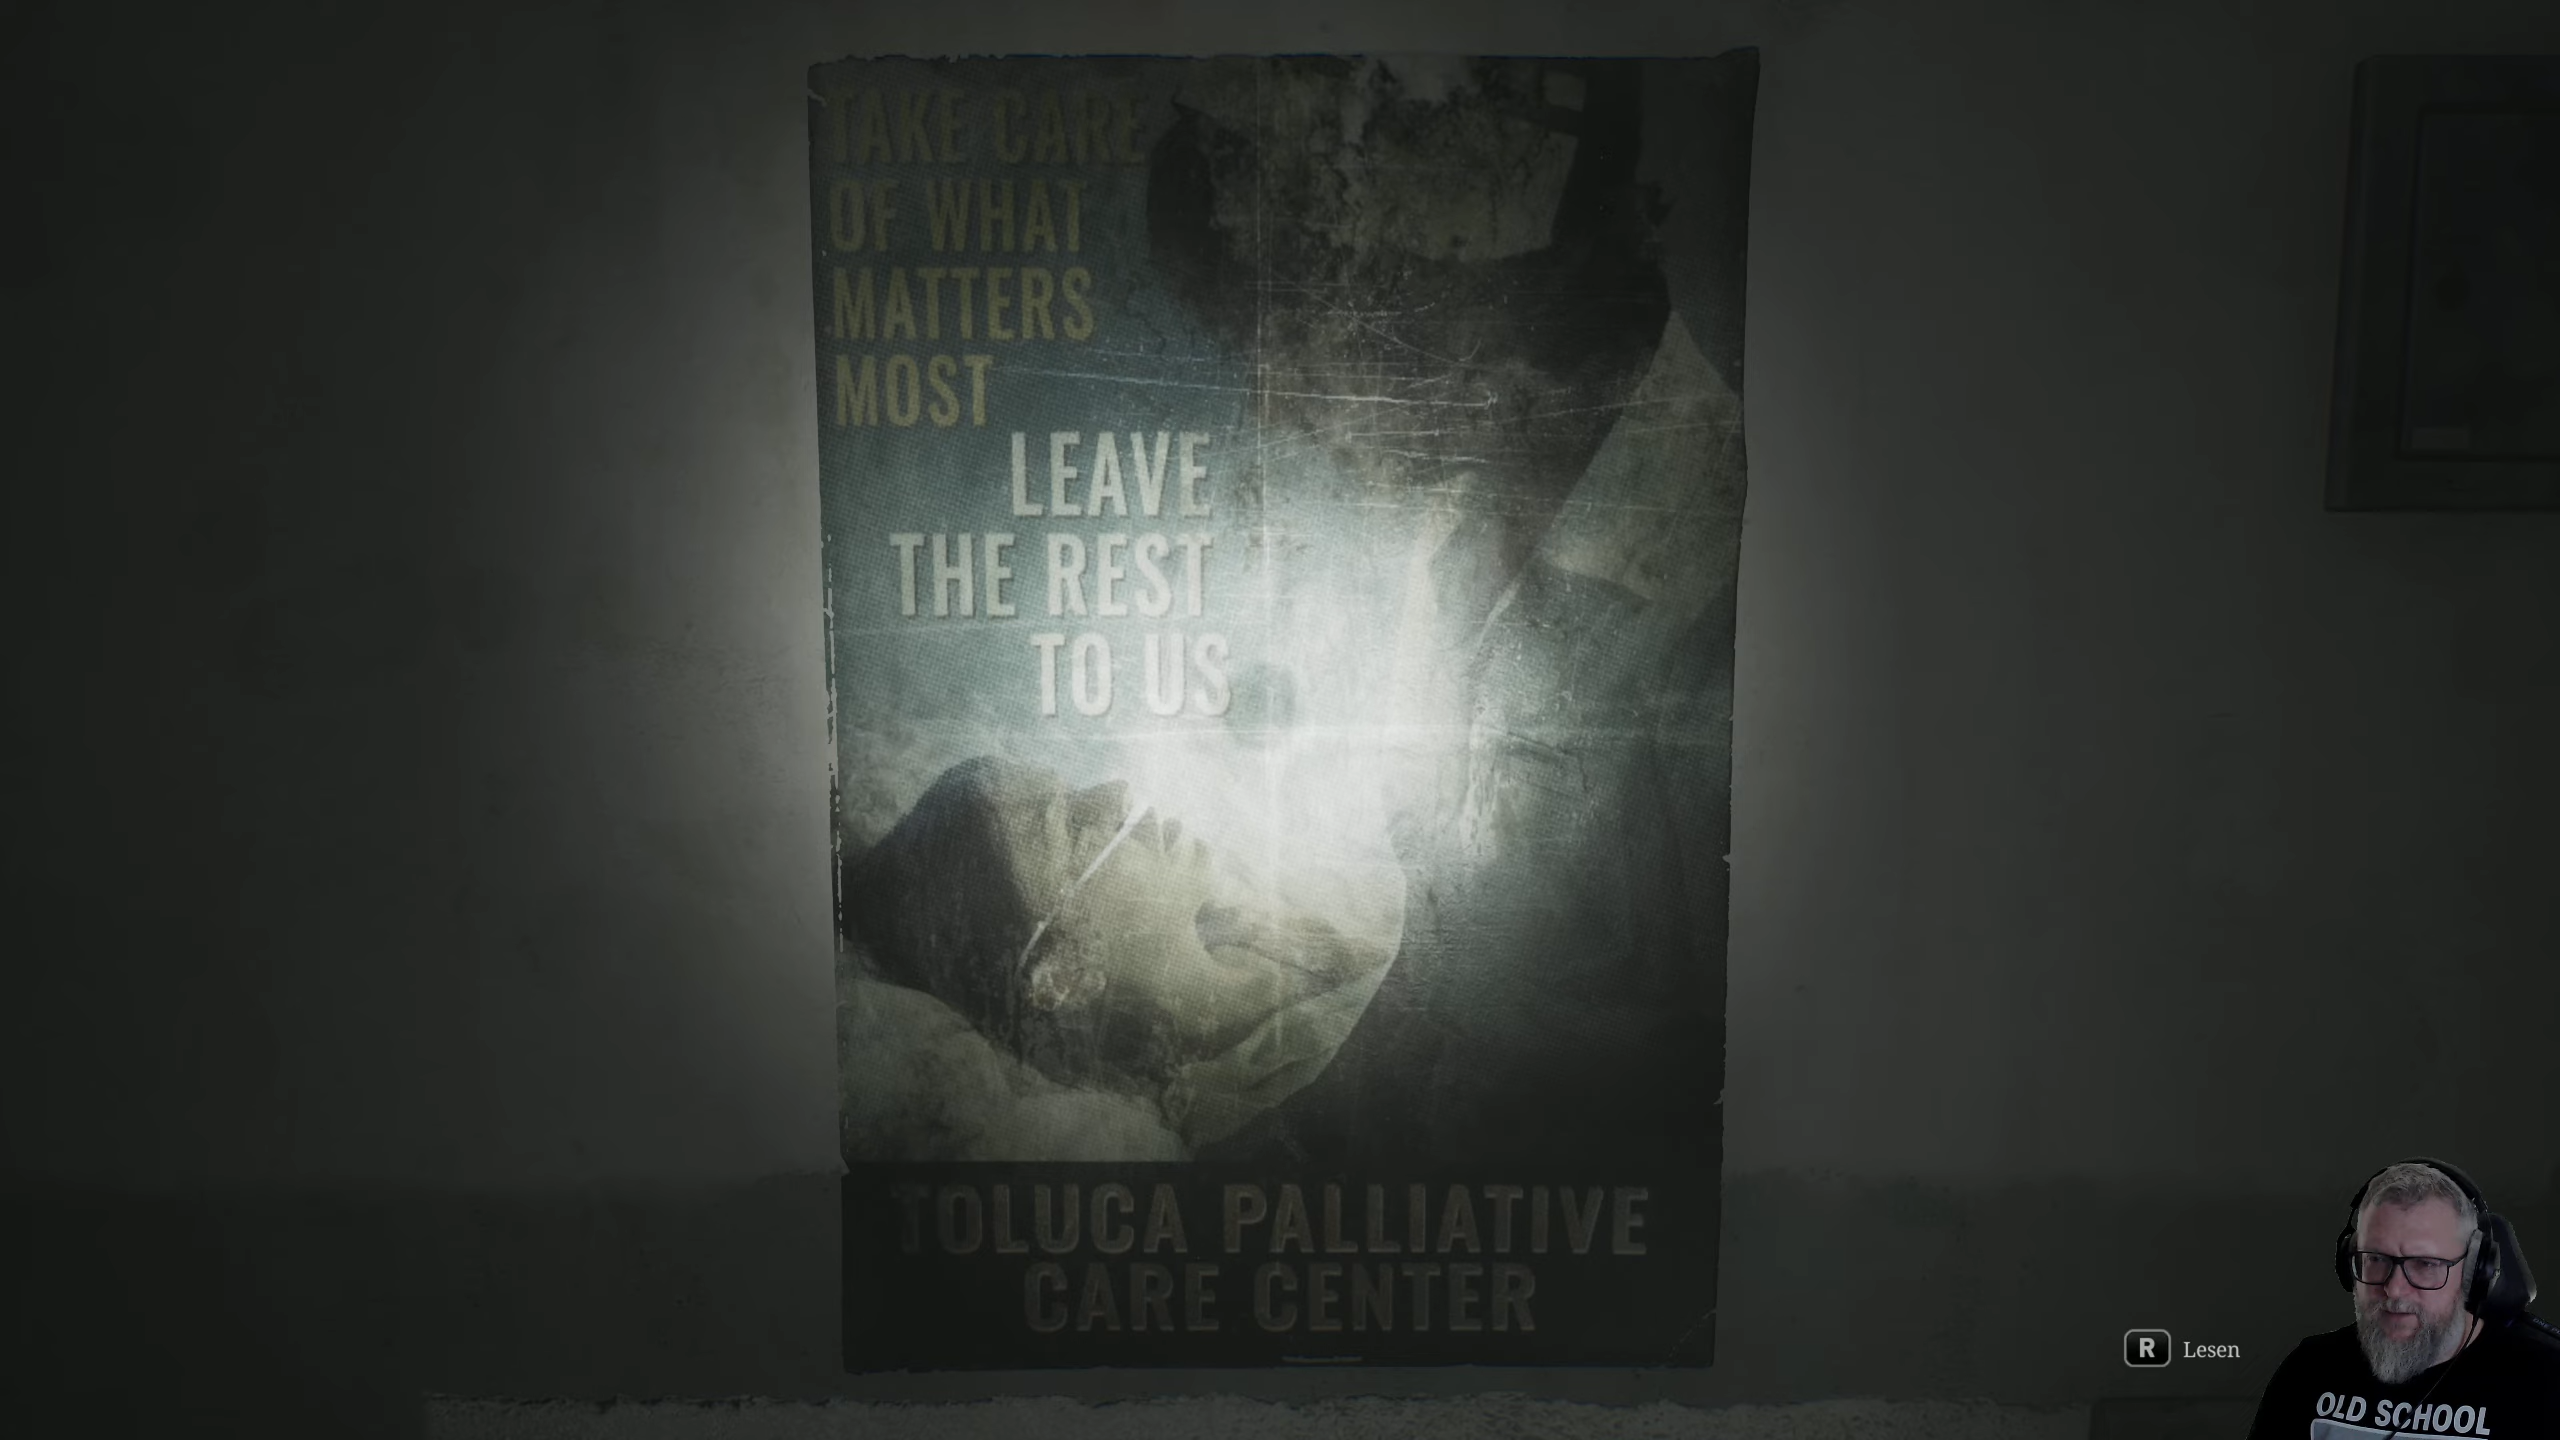 TAKE CARE
OF WHAT
MATTERS
MOST
LEAVE
THE REST
TO US
TOLUCA PALLIATIVE
CARE CENTER
R Lesen
OLD SCHOOL